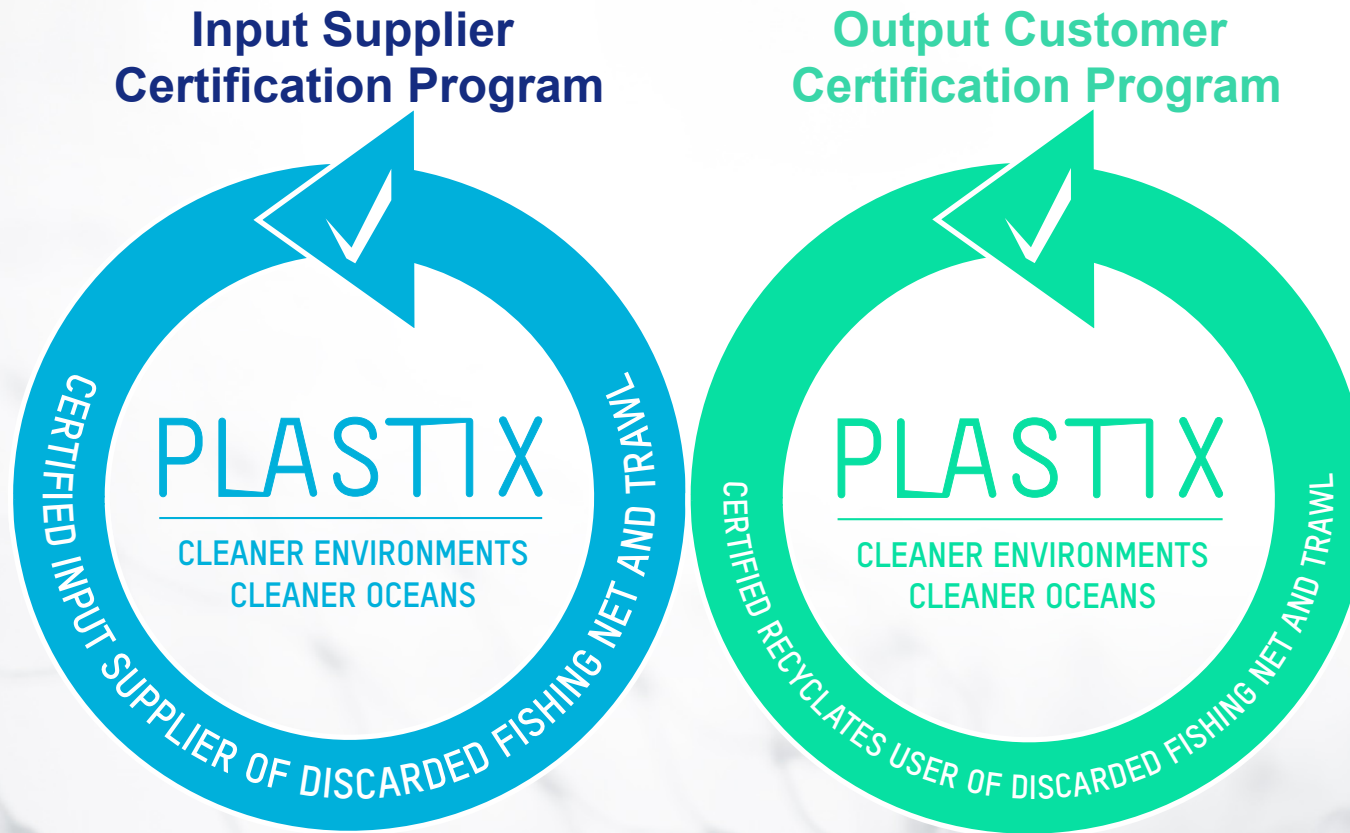 Input Supplier
Certification Program
CERTIFIED INPUT SUPPLIER OF DISCARDED FISHING NET AND TRAWL
PLASTIX
CLEANER ENVIRONMENTS
CLEANER OCEANS
Output Customer
Certification Program
CERTIFIED RECYCLATES USER OF DISCARDED FISHING NET AND TRAWL
PLASTIX
CLEANER ENVIRONMENTS
CLEANER OCEANS